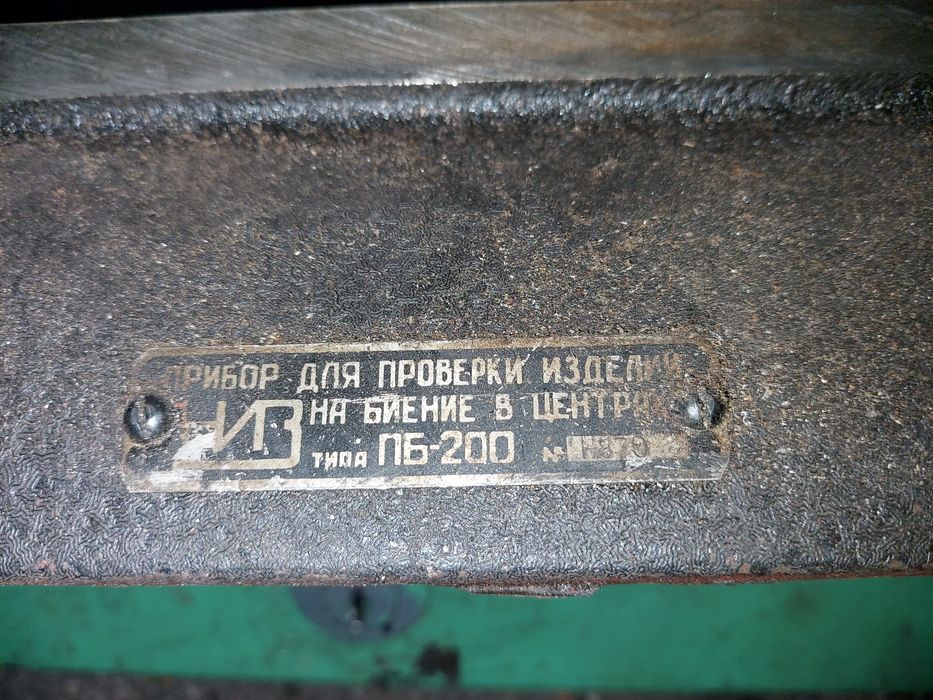 ПРИБОР ДЛЯ ПРОВЕРКИ ИЗДЕЛИЙ
НА БИЕНИЕ В ЦЕНТРАХ
ТИПА ПБ-200 №